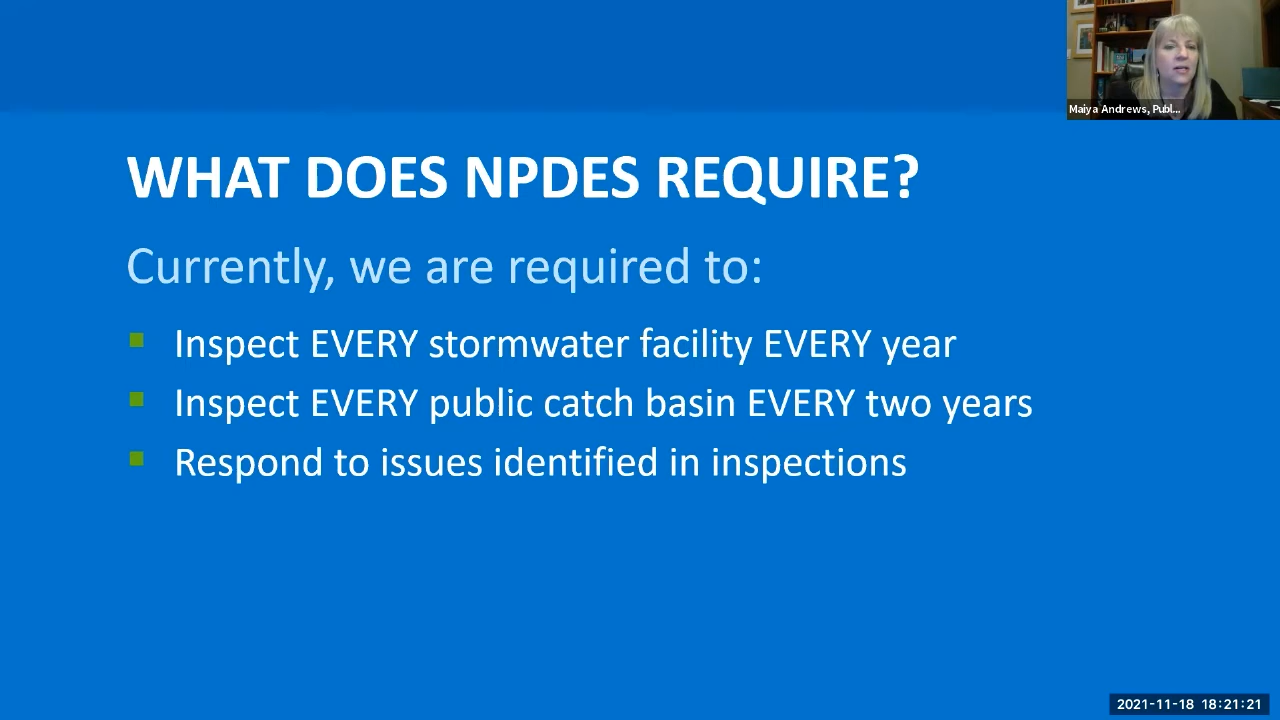 Maiya Andrews, Publ...
WHAT DOES NPDES REQUIRE?
Currently, we are required to:
Inspect EVERY stormwater facility EVERY year
Inspect EVERY public catch basin EVERY two years
Respond to issues identified in inspections
2021-11-18 18:21:21